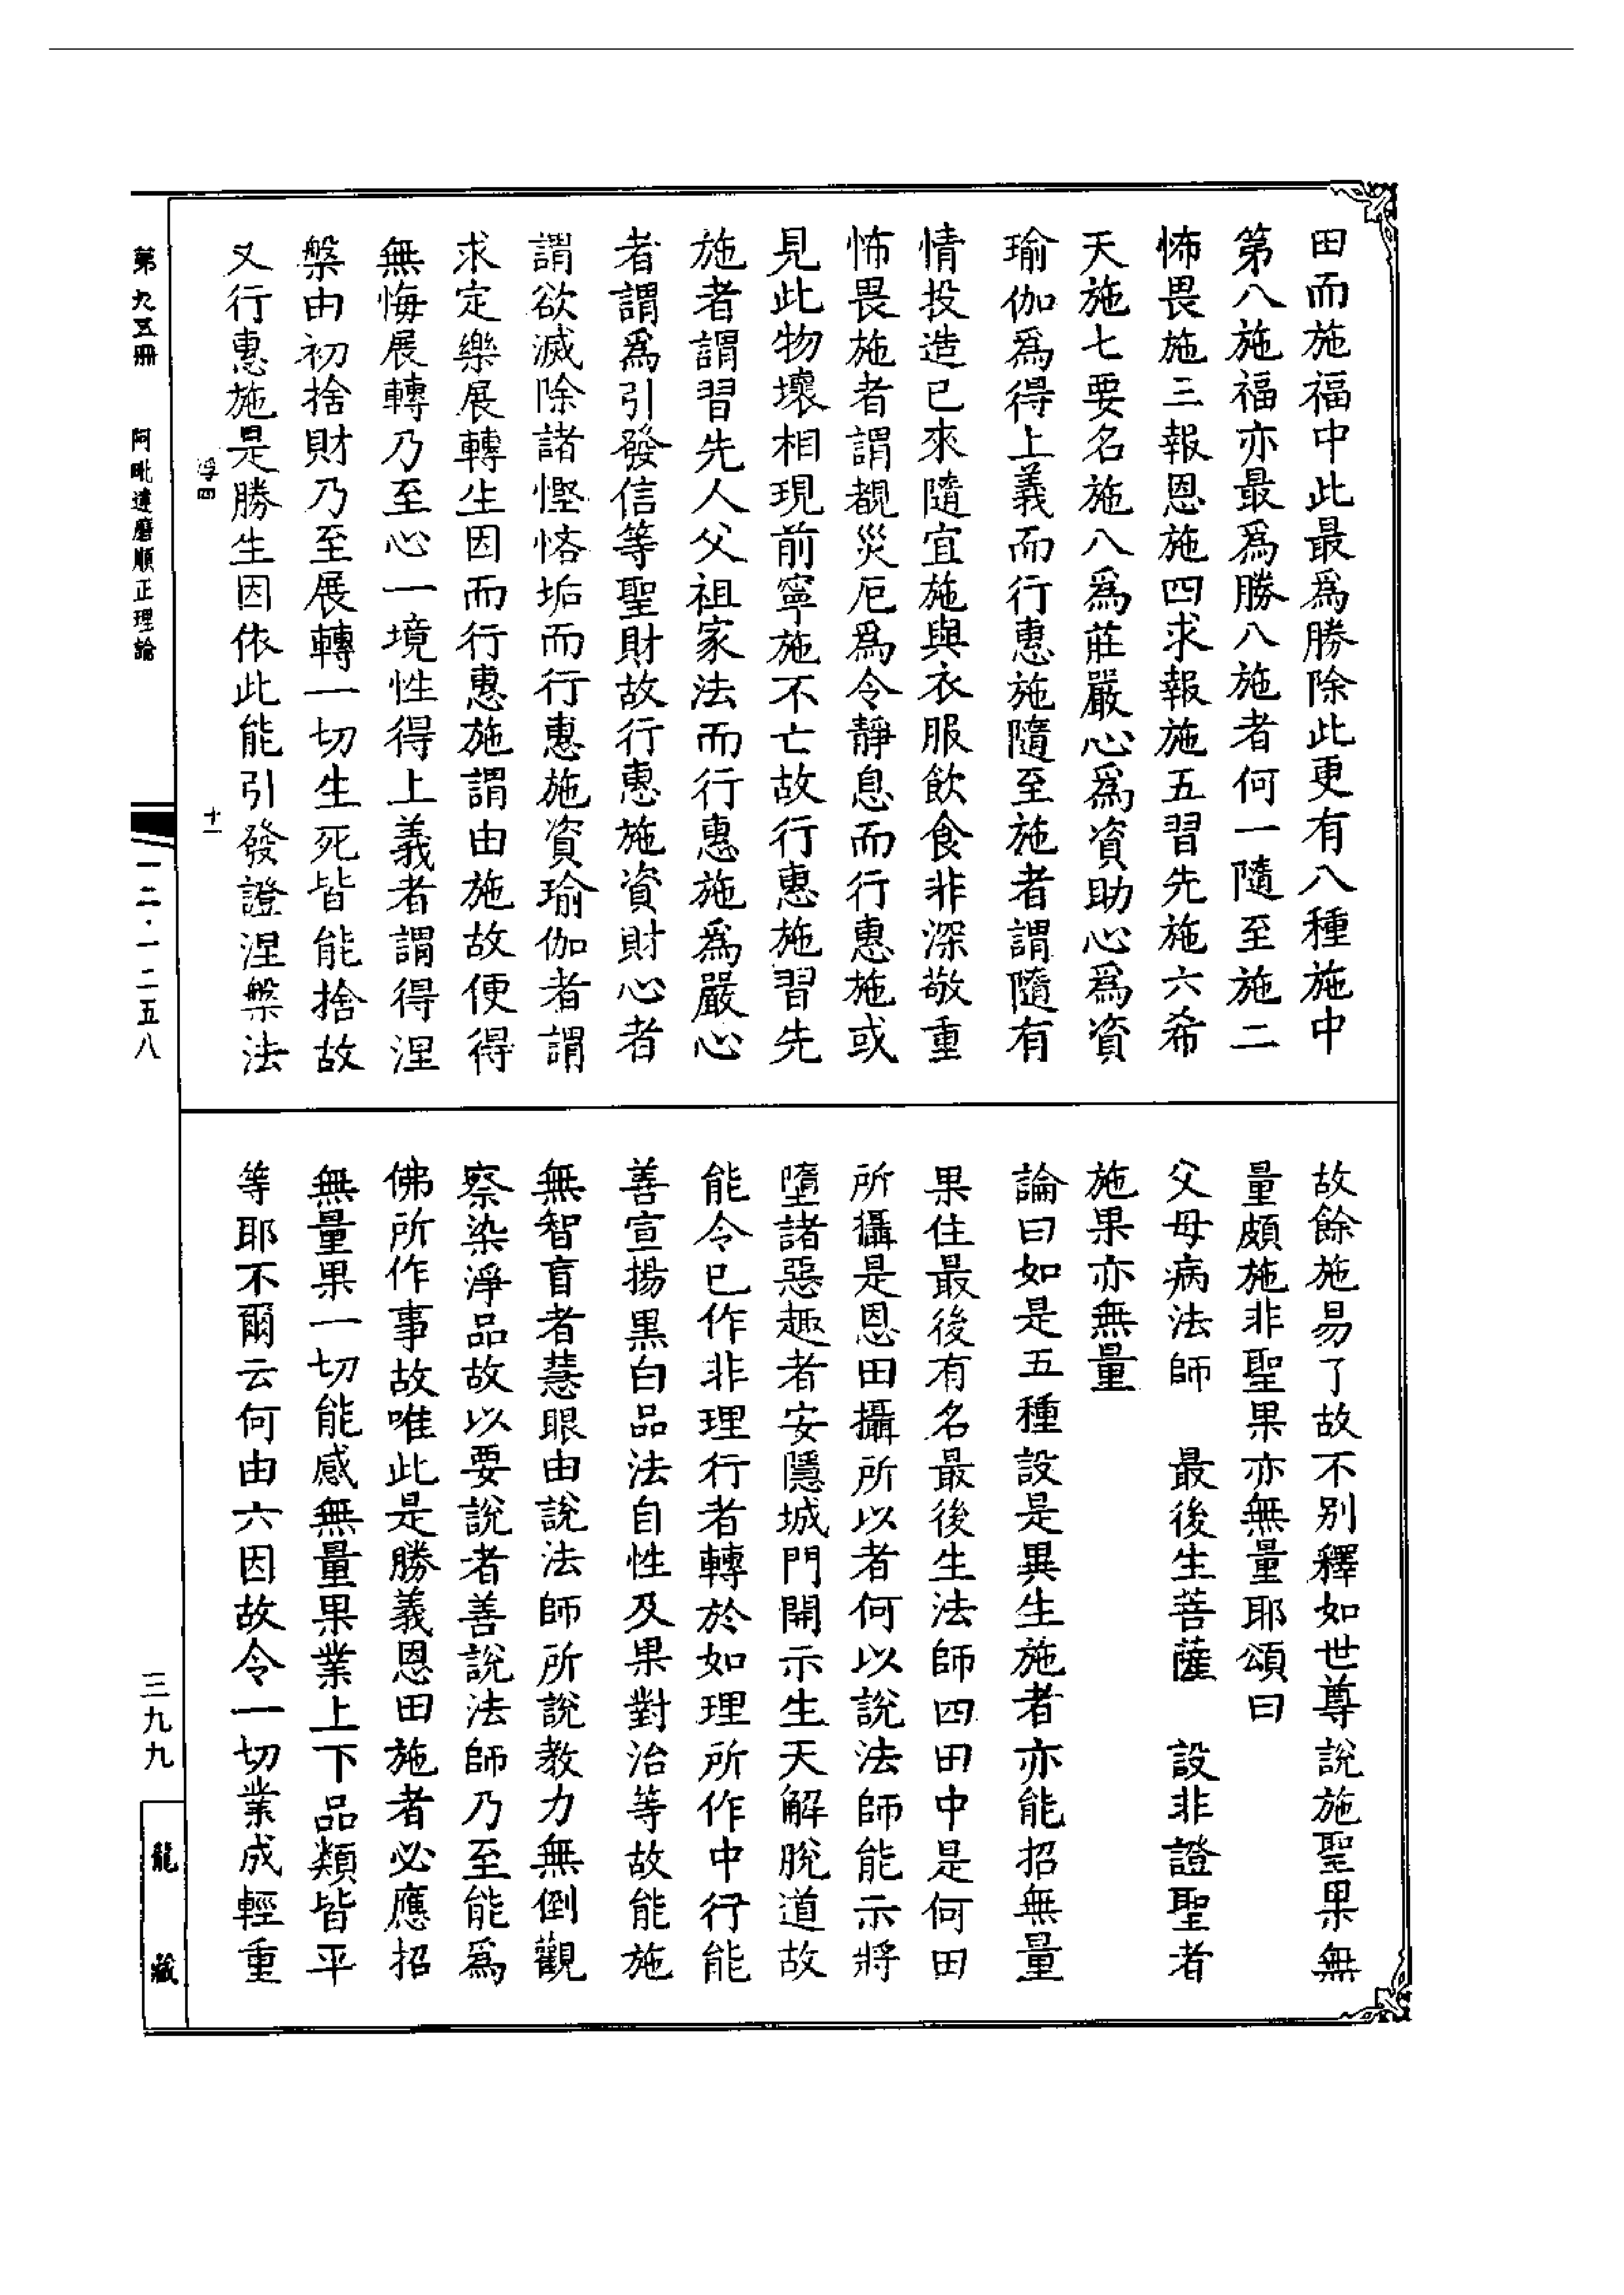 田而施福中此最爲勝除此更有八種施中
第八施福亦最爲勝八施者何一隨至施二
怖畏施三報恩施四求報施五習先施六希
天施七要名施八爲莊嚴心爲資助心爲資
瑜伽爲得上義而行惠施隨至施者謂隨有
情投造已來隨宜施與衣服飲食非深敬重
怖畏施者謂覩災厄爲令靜息而行惠施或
見此物壞相現前寧施不亡故行惠施習先
施者謂習先人父祖家法而行惠施爲嚴心
者謂爲引發信等聖財故行惠施資財心者
謂欲滅除諸慳悋垢而行惠施資瑜伽者謂
求定樂展轉生因而行惠施謂由施故便得
無悔展轉乃至心一境性得上義者謂得涅
槃由初捨財乃至展轉一切生死皆能捨故
又行惠施是勝生因依此能引發證涅槃法
浮四
十一
故餘施易了故不別釋如世尊說施聖果無
量頗施非聖果亦無量耶頌曰
父母病法師 最後生菩薩 設非證聖者
施果亦無量
論曰如是五種設是異生施者亦能招無量
果住最後有名最後生法師四田中是何田
所攝是恩田攝所以者何以說法師能示將
墮諸惡趣者安隱城門開示生天解脫道故
能令已作非理行者轉於如理所作中行能
善宣揚黑白品法自性及果對治等故能施
無智盲者慧眼由說法師所說教力無倒觀
察染淨品故以要說者善說法師乃至能爲
佛所作事故唯此是勝義恩田施者必應招
無量果一切能感無量果業上下品類皆平
等耶不爾云何由六因故令一切業成輕重
第九五冊 阿毗達磨順正理論
一二·一二五八
三九九
龍藏